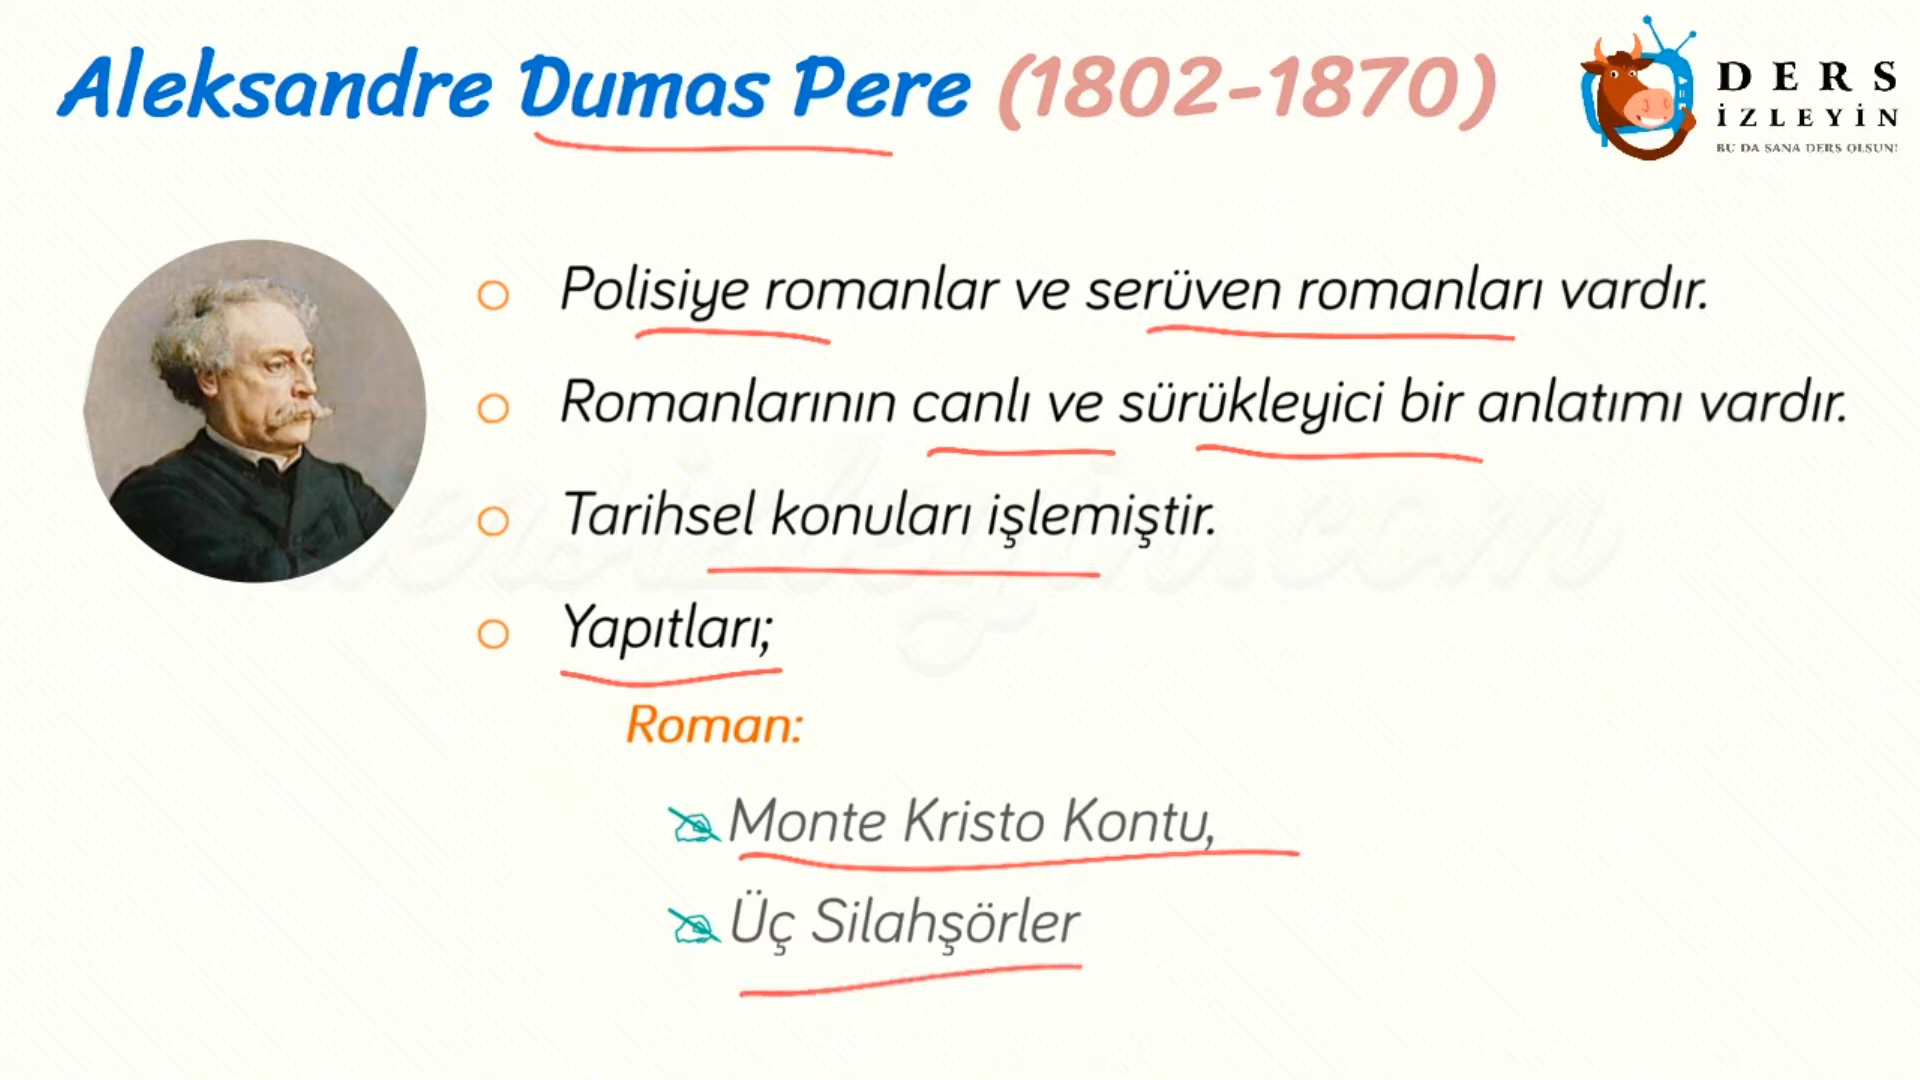 Aleksandre Dumas Pere (1802-1870)
DERS
İZLEYİN
BU DA SANA DERS OLSUN!
Polisiye romanlar ve serüven romanları vardır.
Romanlarının canlı ve sürükleyici bir anlatımı vardır.
Tarihsel konuları işlemiştir.
Yapıtları;
Roman:
Monte Kristo Kontu,
Üç Silahşörler